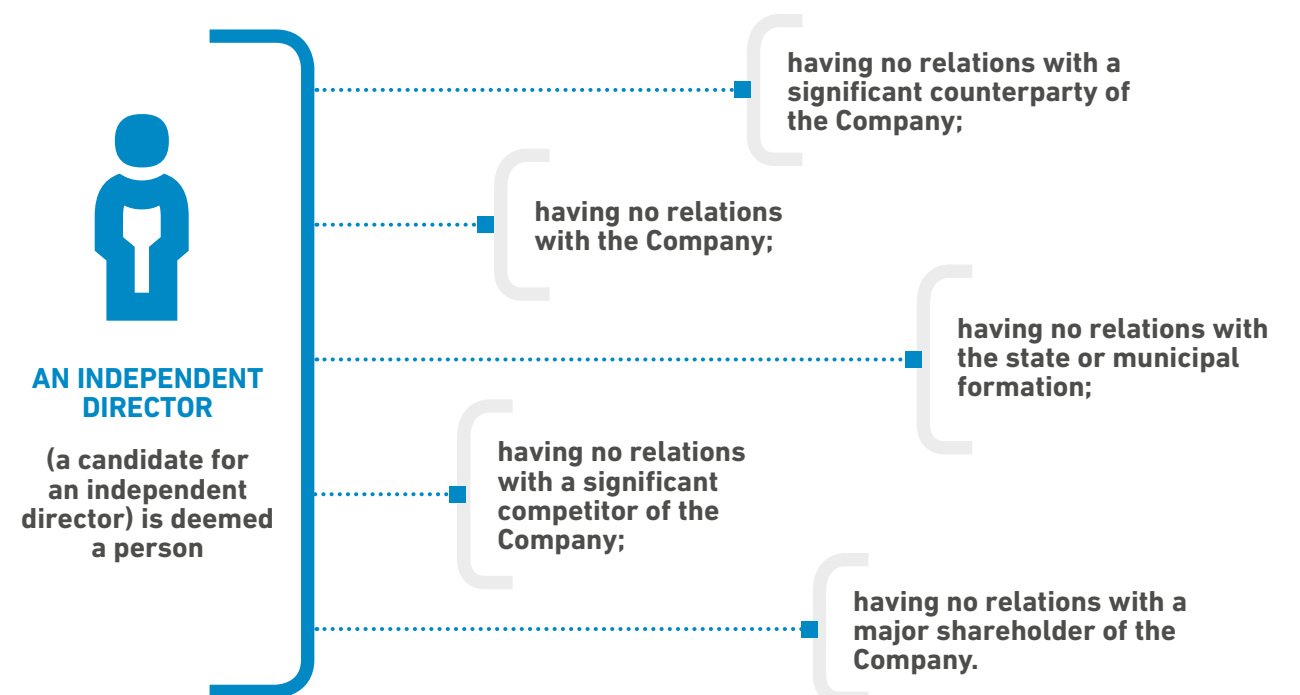 AN INDEPENDENT
DIRECTOR
(a candidate for
an independent
director) is deemed
a person
having no relations with a
significant counterparty of
the Company;
having no relations
with the Company;
having no relations with
the state or municipal
formation;
having no relations
with a significant
competitor of the
Company;
having no relations with a
major shareholder of the
Company.